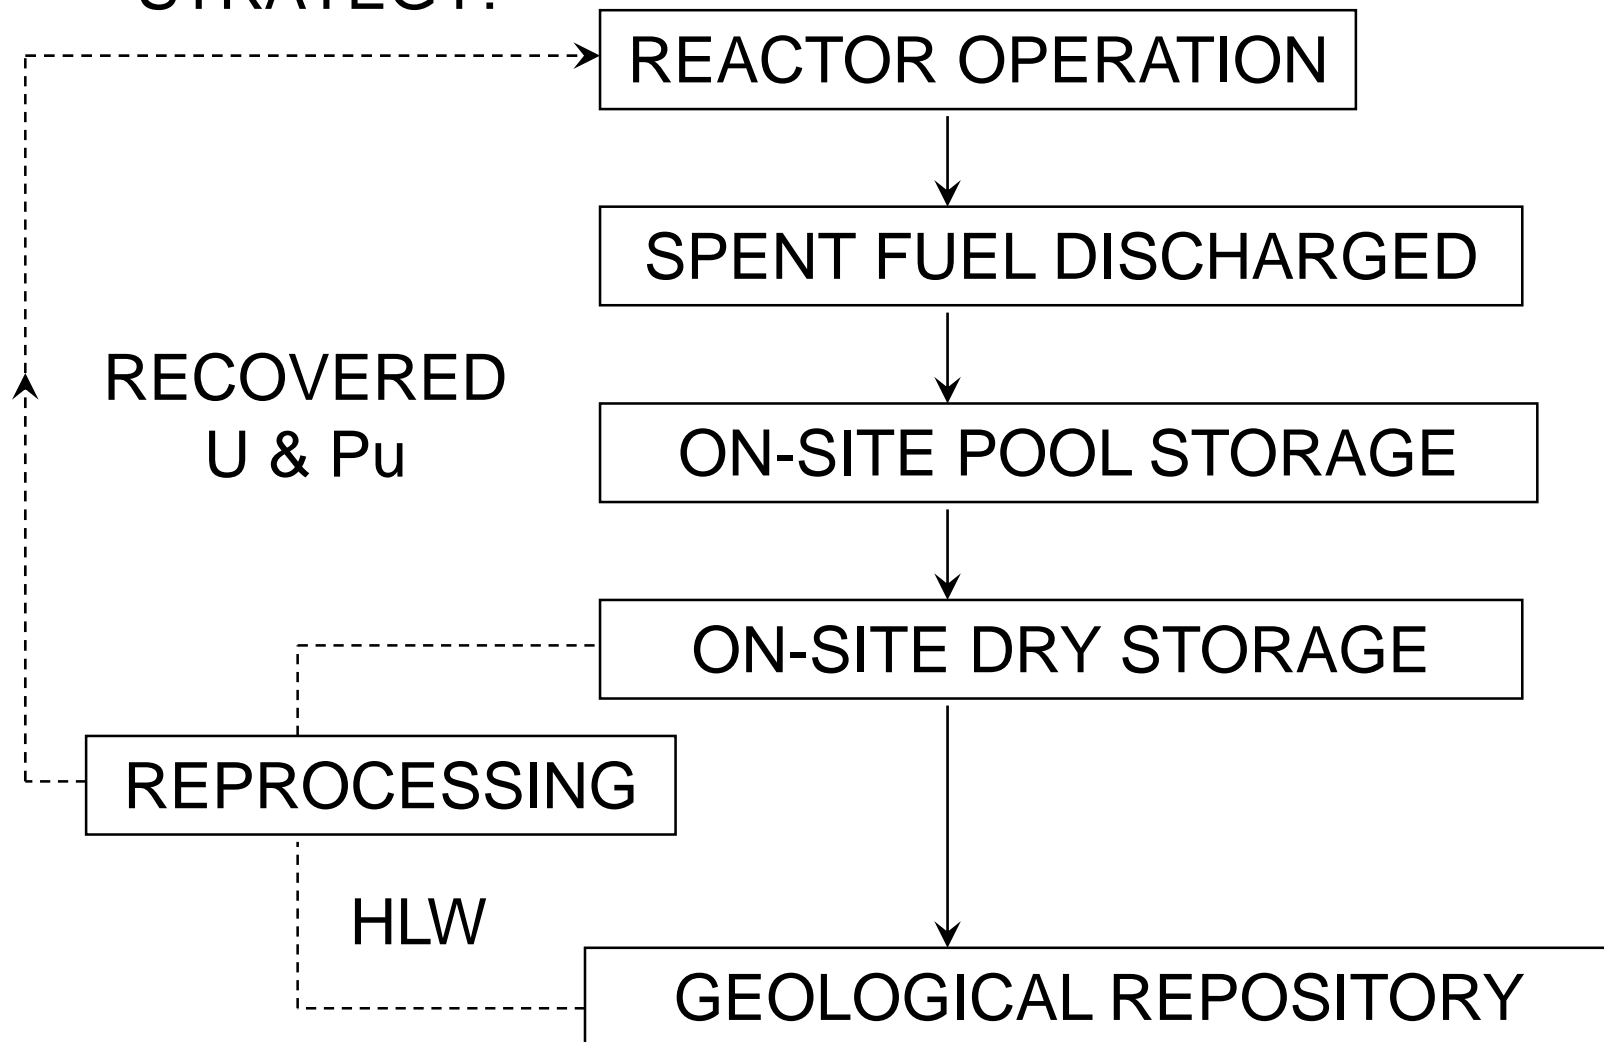 STRATEGY:
REACTOR OPERATION
SPENT FUEL DISCHARGED
RECOVERED
U & Pu
ON-SITE POOL STORAGE
ON-SITE DRY STORAGE
REPROCESSING
HLW
GEOLOGICAL REPOSITORY